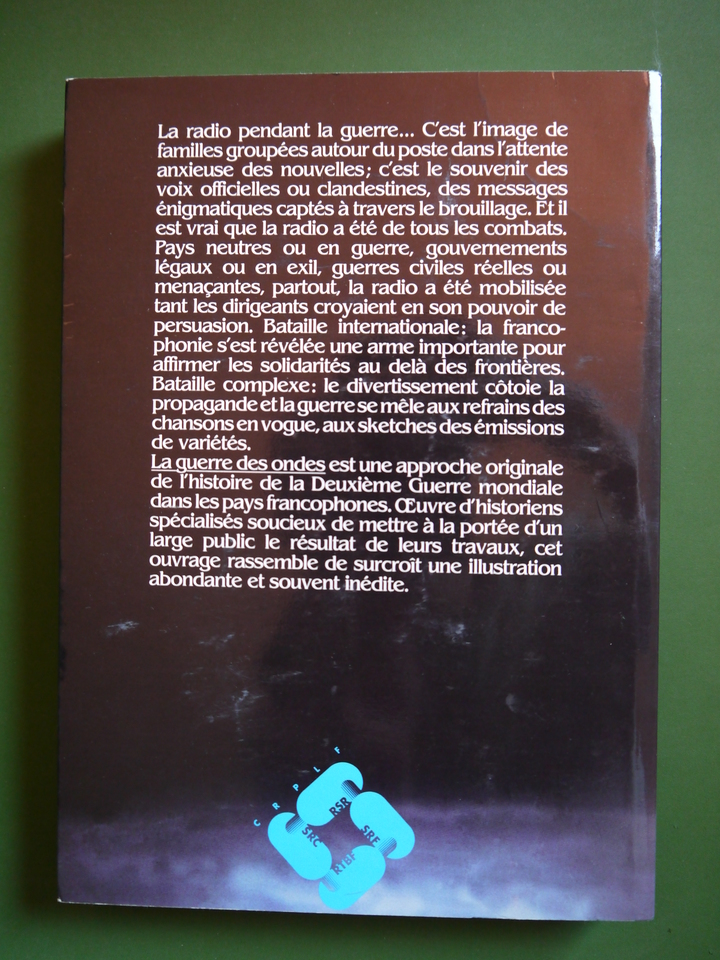 La radio pendant la guerre... C'est l'image de
familles groupées autour du poste dans l'attente
anxieuse des nouvelles; c'est le souvenir des
voix officielles ou clandestines, des messages
énigmatiques captés à travers le brouillage. Et il
est vrai que la radio a été de tous les combats.
Pays neutres ou en guerre, gouvernements
légaux ou en exil, guerres civiles réelles ou
menaçantes, partout, la radio a été mobilisée
tant les dirigeants croyaient en son pouvoir de
persuasion. Bataille internationale: la franco-
phonie s'est révélée une arme importante pour
affirmer les solidarités au delà des frontières.
Bataille complexe: le divertissement côtoie la
propagande et la guerre se mêle aux refrains des
chansons en vogue, aux sketches des émissions
de variétés.
La guerre des ondes est une approche originale
de l'histoire de la Deuxième Guerre mondiale
dans les pays francophones. Œuvre d'historiens
spécialisés soucieux de mettre à la portée d'un
large public le résultat de leurs travaux, cet
ouvrage rassemble de surcroît une illustration
abondante et souvent inédite.
C R P L F
RSR
SRC
SRF
RTBF